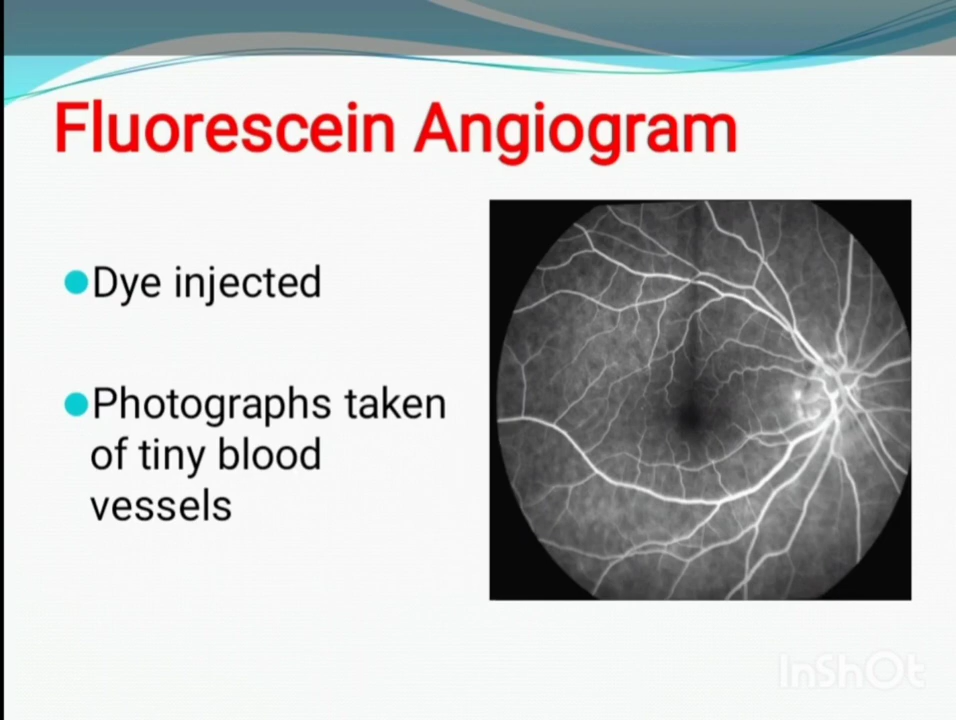 Fluorescein Angiogram
Dye injected
Photographs taken
of tiny blood
vessels
InShOt